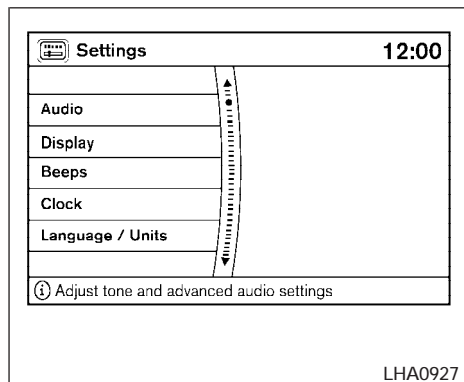 Settings 12:00
Audio
Display
Beeps
Clock
Language / Units
i Adjust tone and advanced audio settings
LHA0927